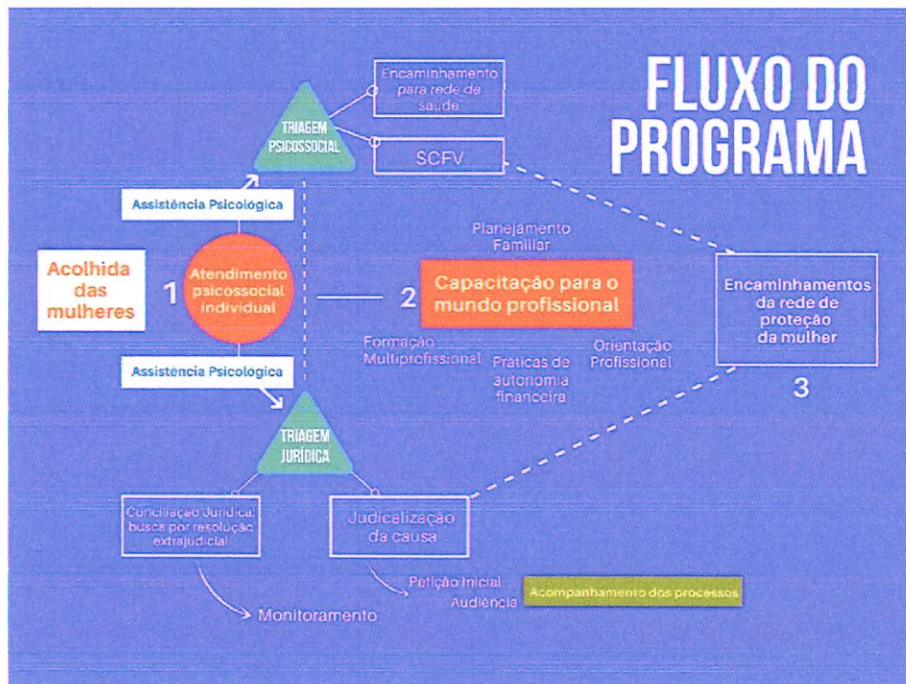 FLUXO DO
PROGRAMA
Encaminhamento
para rede de
saúde
TRIAGEM
PSICOSSOCIAL
SCFV
Assistência Psicológica
Planejamento
Familiar
Acolhida
das
mulheres
1
Atendimento
psicossocial
individual
2
Capacitação para o
mundo profissional
Encaminhamentos
da rede de
proteção
da mulher
3
Formação
Multiprofissional
Práticas de
autonomia
financeira
Orientação
Profissional
Assistência Psicológica
TRIAGEM
JURÍDICA
Conciliação Jurídica:
busca por resolução
extrajudicial
Judicalização
da causa
Monitoramento
Petição Inicial
Audiência
Acompanhamento dos processos